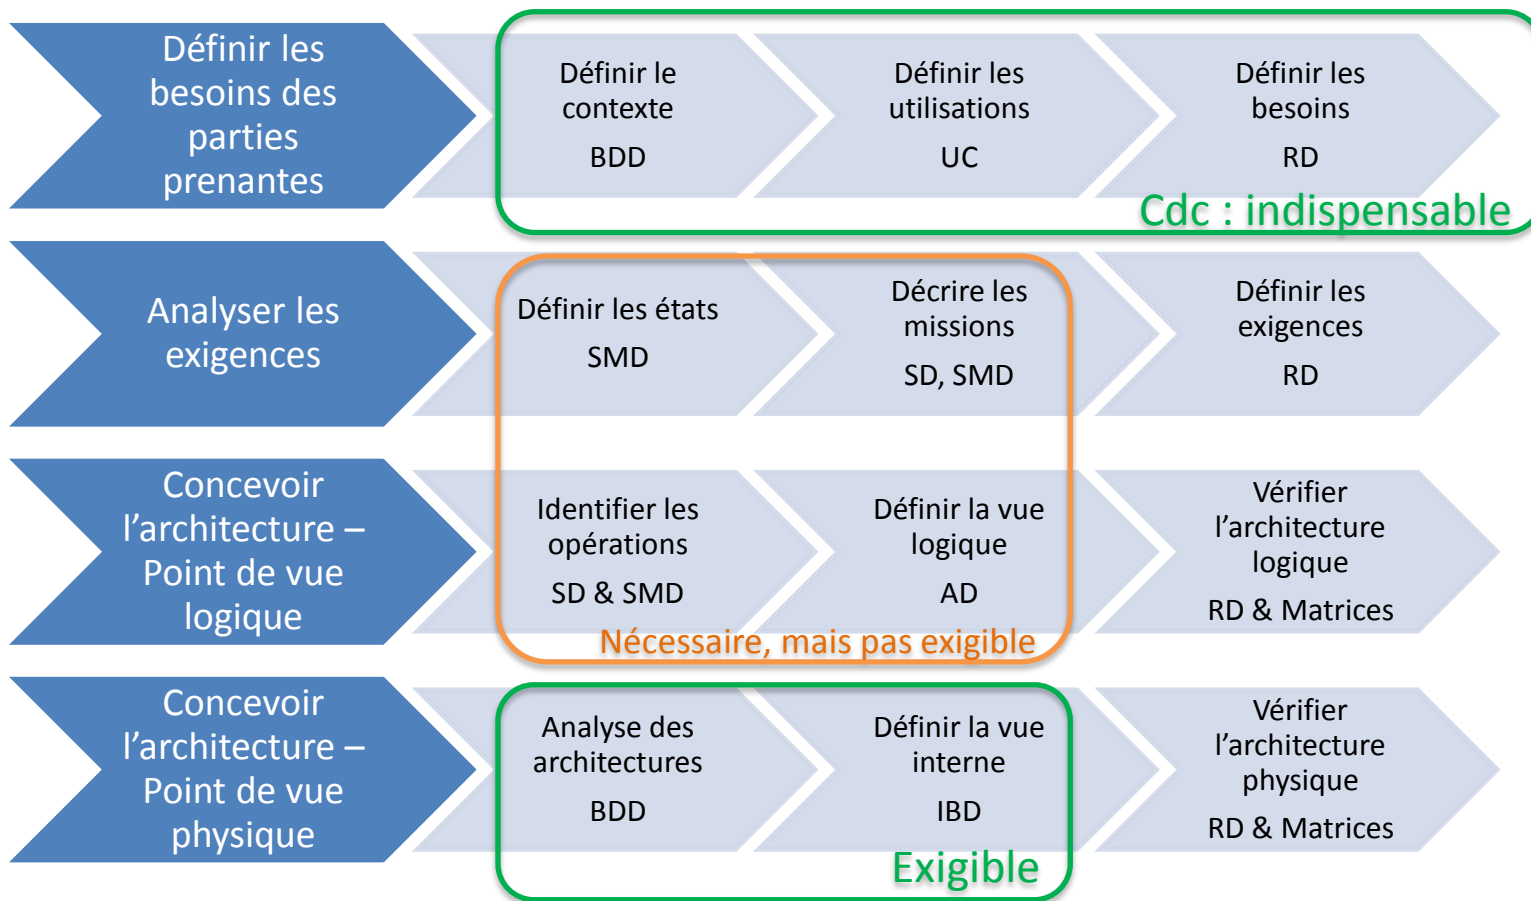 Définir les
besoins des
parties
prenantes
Définir le
contexte
BDD
Définir les
utilisations
UC
Définir les
besoins
RD
Cdc : indispensable
Analyser les
exigences
Définir les états
SMD
Décrire les
missions
SD, SMD
Définir les
exigences
RD
Concevoir
l’architecture –
Point de vue
logique
Identifier les
opérations
SD & SMD
Définir la vue
logique
AD
Vérifier
l’architecture
logique
RD & Matrices
Nécessaire, mais pas exigible
Concevoir
l’architecture –
Point de vue
physique
Analyse des
architectures
BDD
Définir la vue
interne
IBD
Vérifier
l’architecture
physique
RD & Matrices
Exigible